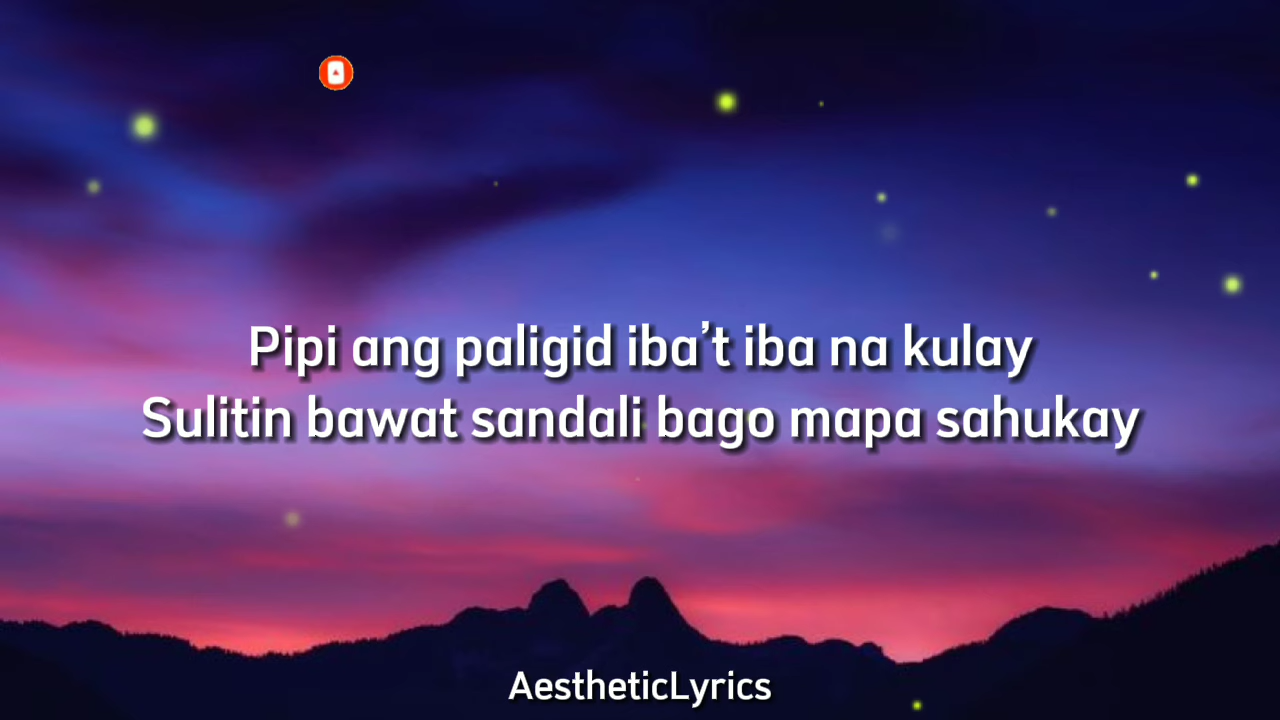 Pipi ang paligid iba’t iba na kulay
Sulitin bawat sandali bago mapa sahukay
AestheticLyrics